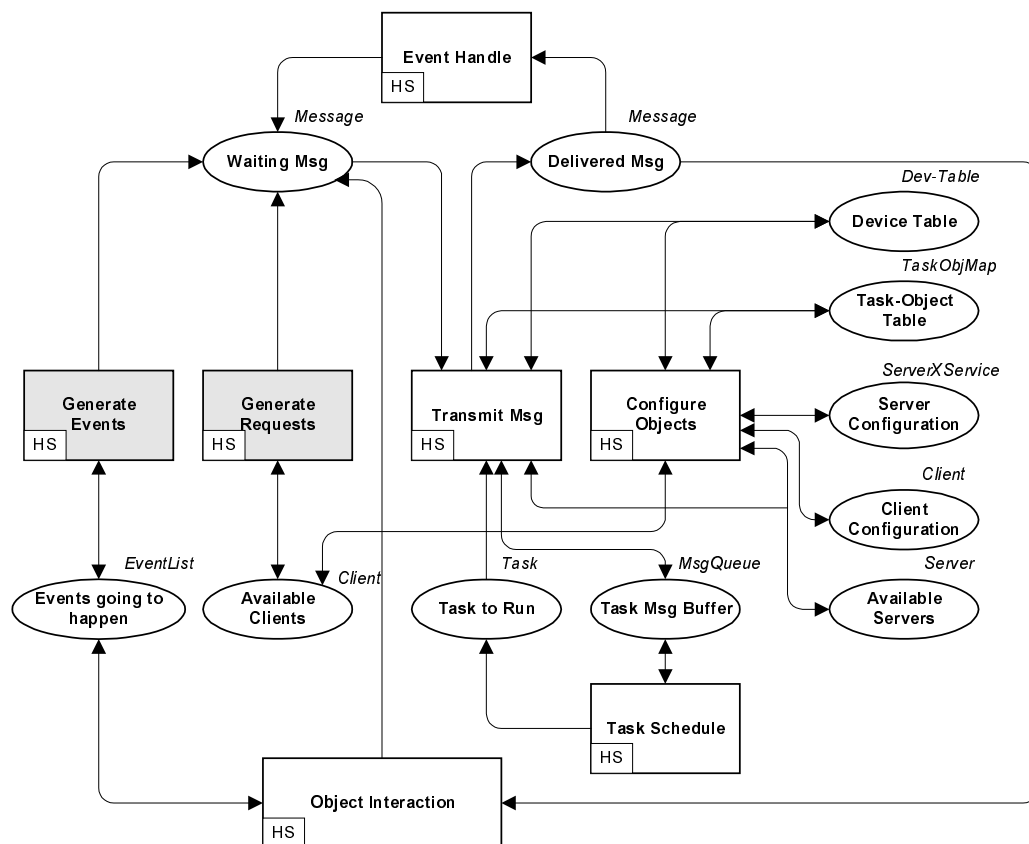 Event Handle
HS
Message
Message
Waiting Msg
Delivered Msg
Dev-Table
Device Table
TaskObjMap
Task-Object
Table
ServerXService
Generate
Events
HS
Generate
Requests
HS
Transmit Msg
HS
Configure
Objects
HS
Server
Configuration
Client
Client
Configuration
EventList
Client
Task
MsgQueue
Server
Events going to
happen
Available
Clients
Task to Run
Task Msg Buffer
Available
Servers
Task Schedule
HS
Object Interaction
HS